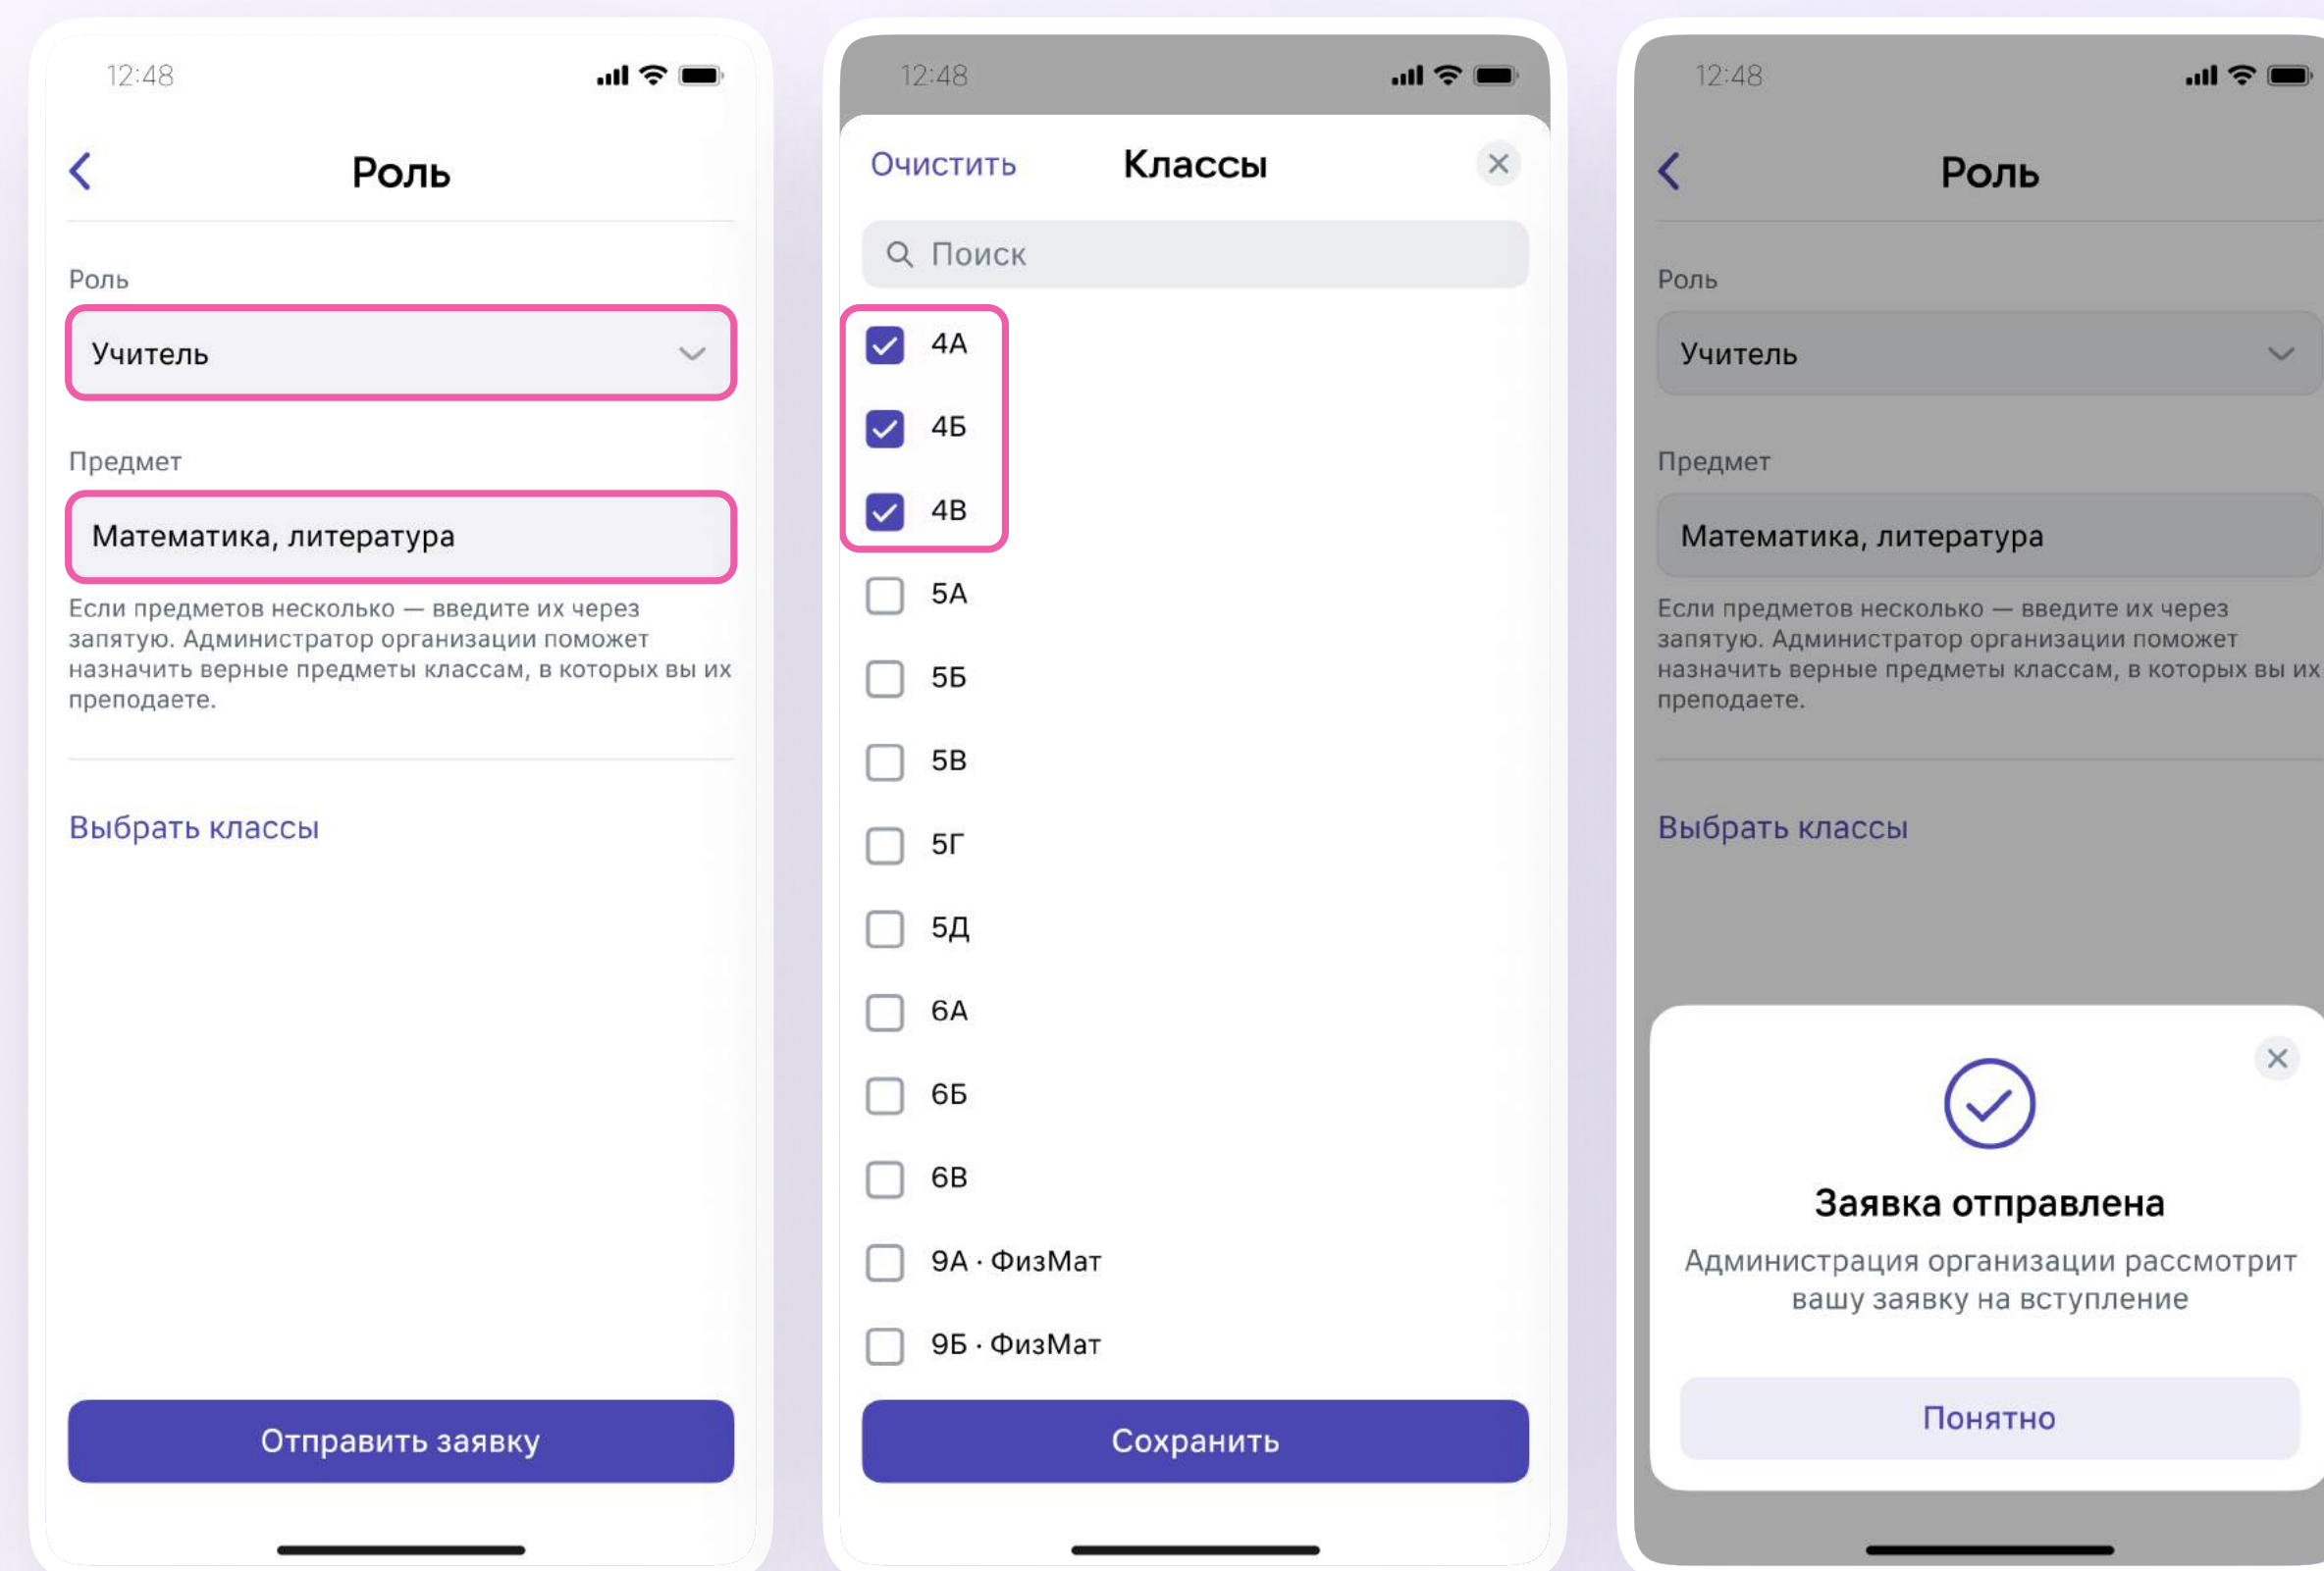 12:48
Роль
Роль
Учитель
Предмет
Математика, литература
Если предметов несколько — введите их через
запятую. Администратор организации поможет
назначить верные предметы классам, в которых вы их
преподаете.
Выбрать классы
Отправить заявку
12:48
Очистить Классы
Поиск
4А
4Б
4В
5А
5Б
5В
5Г
5Д
6А
6Б
6В
9А · ФизМат
9Б · ФизМат
Сохранить
12:48
Роль
Роль
Учитель
Предмет
Математика, литература
Если предметов несколько — введите их через
запятую. Администратор организации поможет
назначить верные предметы классам, в которых вы их
преподаете.
Выбрать классы
Заявка отправлена
Администрация организации рассмотрит
вашу заявку на вступление
Понятно